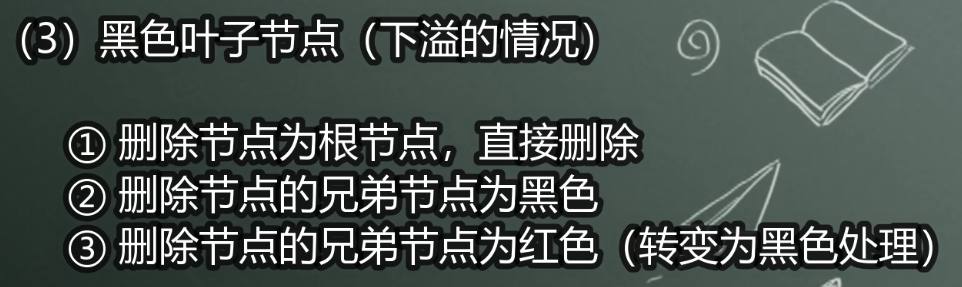 （3）黑色叶子节点（下溢的情况）
① 删除节点为根节点，直接删除
② 删除节点的兄弟节点为黑色
③ 删除节点的兄弟节点为红色（转变为黑色处理）